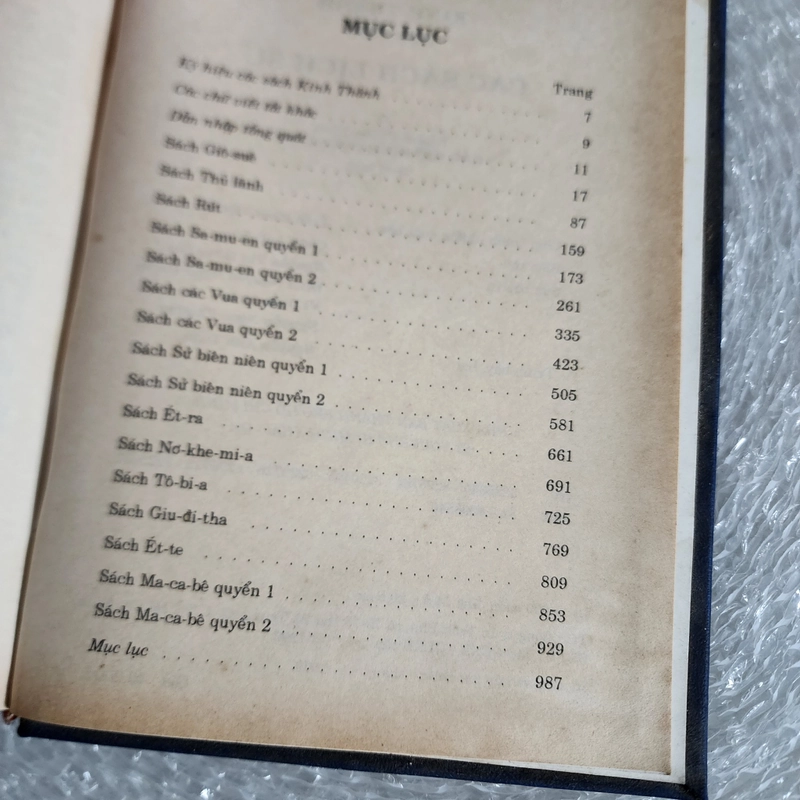 MỤC LỤC
Trang
Ký hiệu các sách Kinh Thánh . . . . . . . . . . . . 7
Các chữ viết tắt khác . . . . . . . . . . . . 9
Dẫn nhập tổng quát . . . . . . . . . . . . 11
Sách Giô-suê . . . . . . . . . . . . 17
Sách Thủ lãnh . . . . . . . . . . . . 87
Sách Rút . . . . . . . . . . . . 159
Sách Sa-mu-en quyển 1 . . . . . . . . . . . . 173
Sách Sa-mu-en quyển 2 . . . . . . . . . . . . 261
Sách các Vua quyển 1 . . . . . . . . . . . . 335
Sách các Vua quyển 2 . . . . . . . . . . . . 423
Sách Sử biên niên quyển 1 . . . . . . . . . . . . 505
Sách Sử biên niên quyển 2 . . . . . . . . . . . . 581
Sách Ét-ra . . . . . . . . . . . . 661
Sách Nơ-khe-mi-a . . . . . . . . . . . . 691
Sách Tô-bi-a . . . . . . . . . . . . 725
Sách Giu-đi-tha . . . . . . . . . . . . 769
Sách Ét-te . . . . . . . . . . . . 809
Sách Ma-ca-bê quyển 1 . . . . . . . . . . . . 853
Sách Ma-ca-bê quyển 2 . . . . . . . . . . . . 929
Mục lục . . . . . . . . . . . . 987